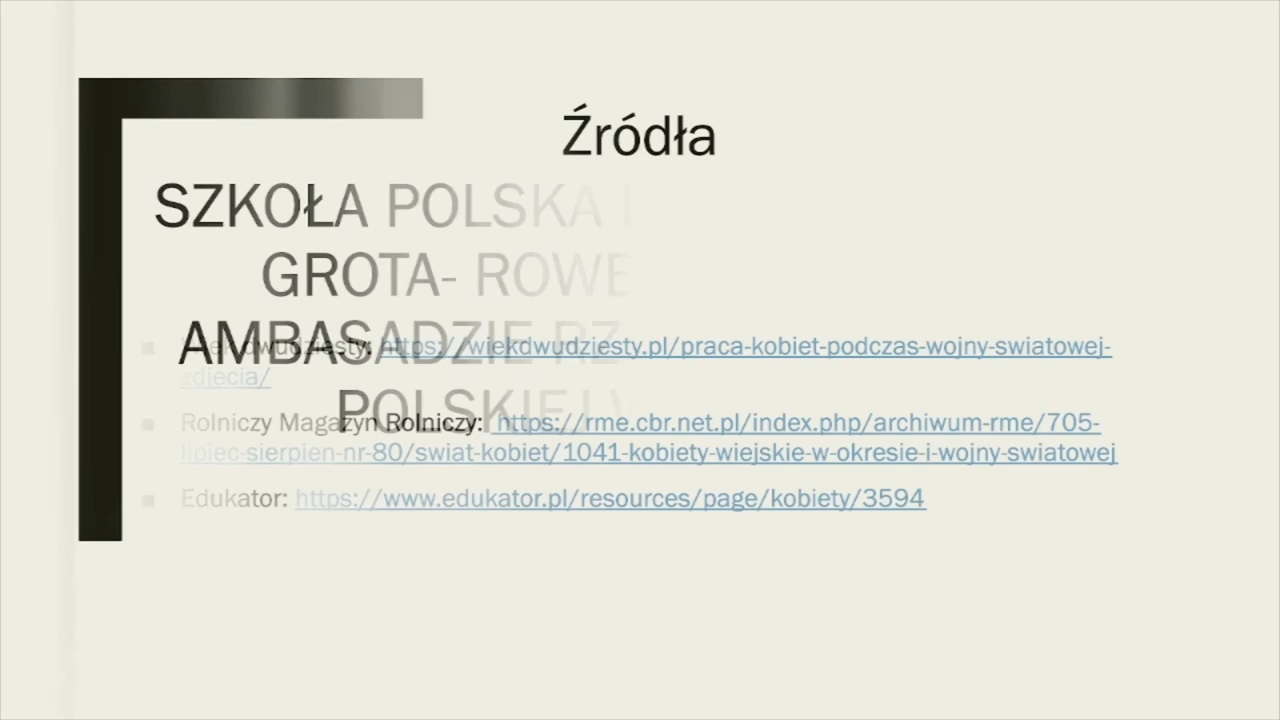 Źródła
SZKOŁA POLSKA
GROTA- ROWE
AMBASADZIE RZ
POLSKIEJ W
dwudziesty: https://wiekdwudziesty.pl/praca-kobiet-podczas-wojny-swiatowej-
zdjecia/
Rolniczy Magazyn Rolniczy: https://rme.cbr.net.pl/index.php/archiwum-rme/705-
lipiec-sierpien-nr-80/swiat-kobiet/1041-kobiety-wiejskie-w-okresie-i-wojny-swiatowej
Edukator: https://www.edukator.pl/resources/page/kobiety/3594